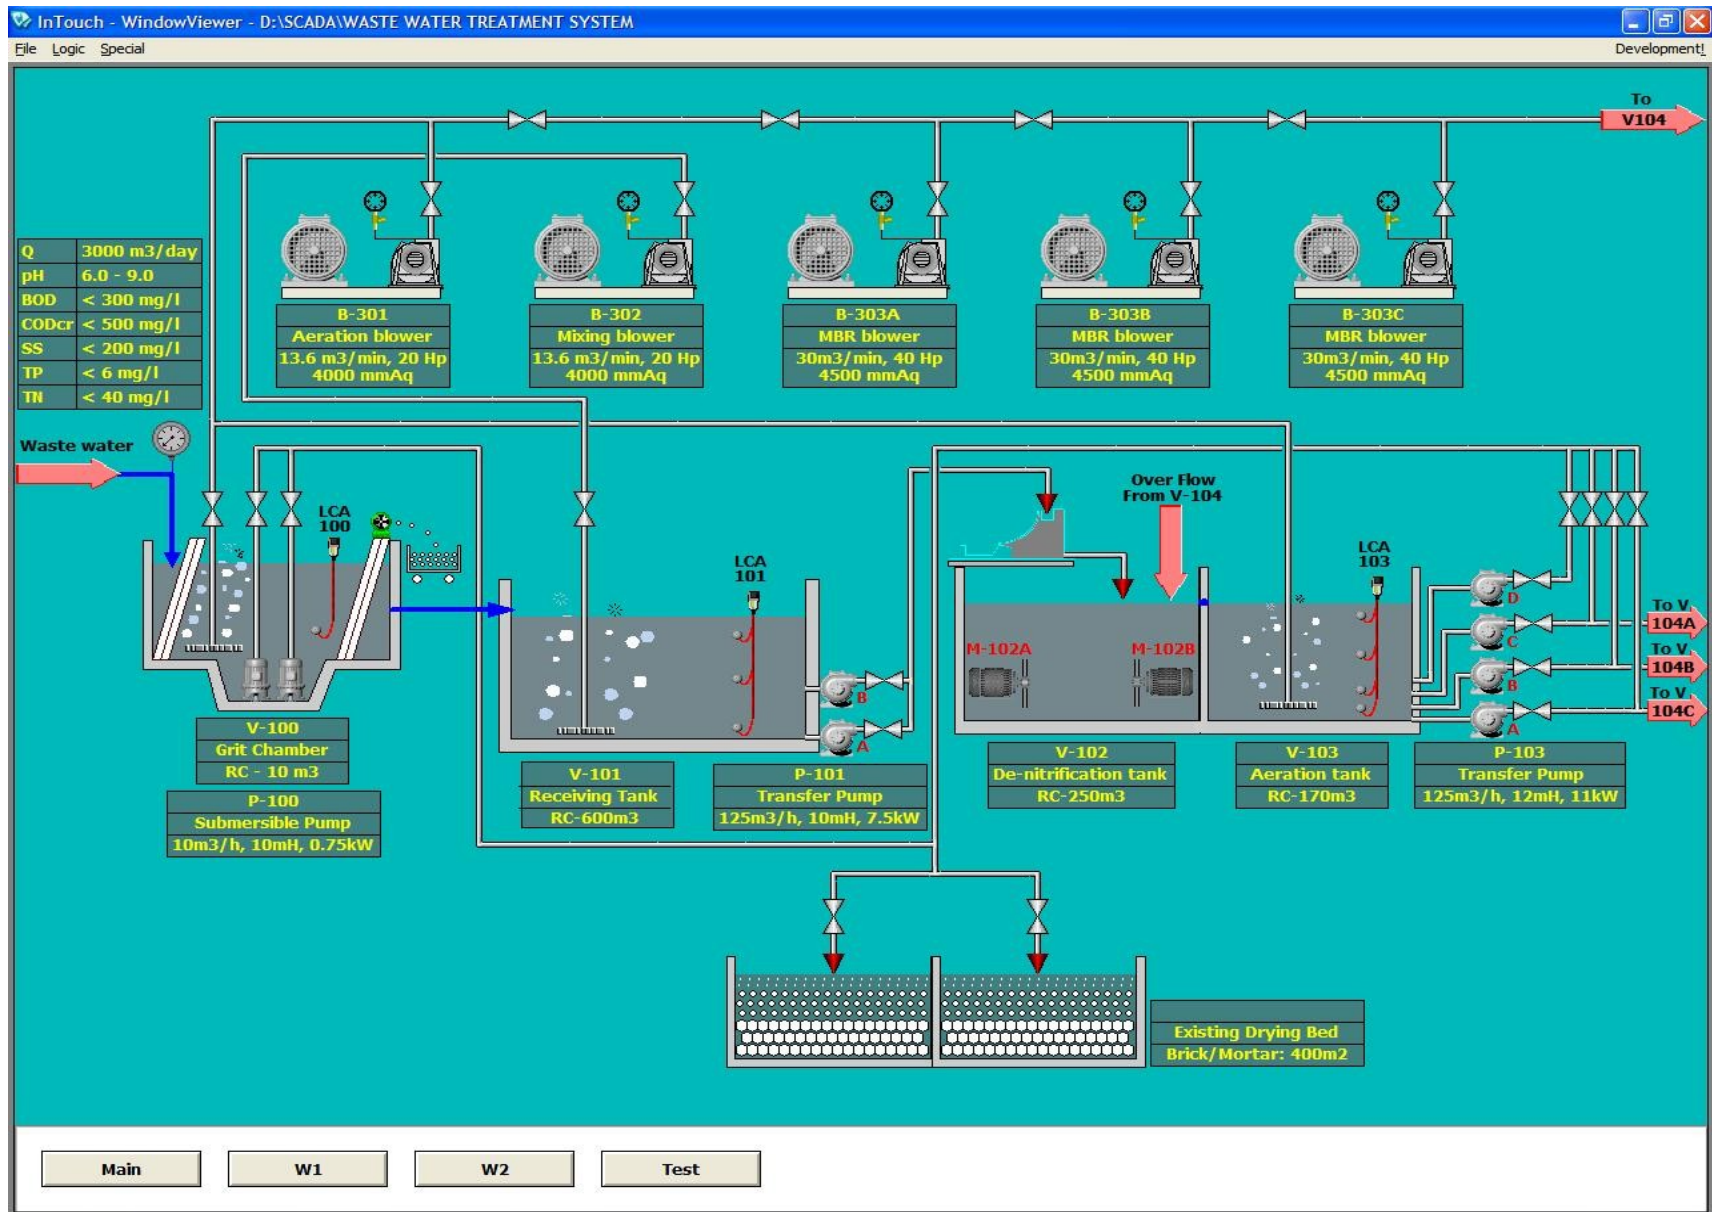 InTouch - WindowViewer - D:\SCADA\WASTE WATER TREATMENT SYSTEM
File Logic Special
Development!
To
V104
Q 3000 m3/day
pH 6.0 - 9.0
BOD < 300 mg/l
CODcr < 500 mg/l
SS < 200 mg/l
TP < 6 mg/l
TN < 40 mg/l
B-301
Aeration blower
13.6 m3/min, 20 Hp
4000 mmAq
B-302
Mixing blower
13.6 m3/min, 20 Hp
4000 mmAq
B-303A
MBR blower
30m3/min, 40 Hp
4500 mmAq
B-303B
MBR blower
30m3/min, 40 Hp
4500 mmAq
B-303C
MBR blower
30m3/min, 40 Hp
4500 mmAq
Waste water
LCA
100
LCA
101
Over Flow
From V-104
LCA
103
M-102A
M-102B
B
A
D
C
B
A
To V
104A
To V
104B
To V
104C
V-100
Grit Chamber
RC - 10 m3
P-100
Submersible Pump
10m3/h, 10mH, 0.75kW
V-101
Receiving Tank
RC-600m3
P-101
Transfer Pump
125m3/h, 10mH, 7.5kW
V-102
De-nitrification tank
RC-250m3
V-103
Aeration tank
RC-170m3
P-103
Transfer Pump
125m3/h, 12mH, 11kW
Existing Drying Bed
Brick/Mortar: 400m2
Main
W1
W2
Test